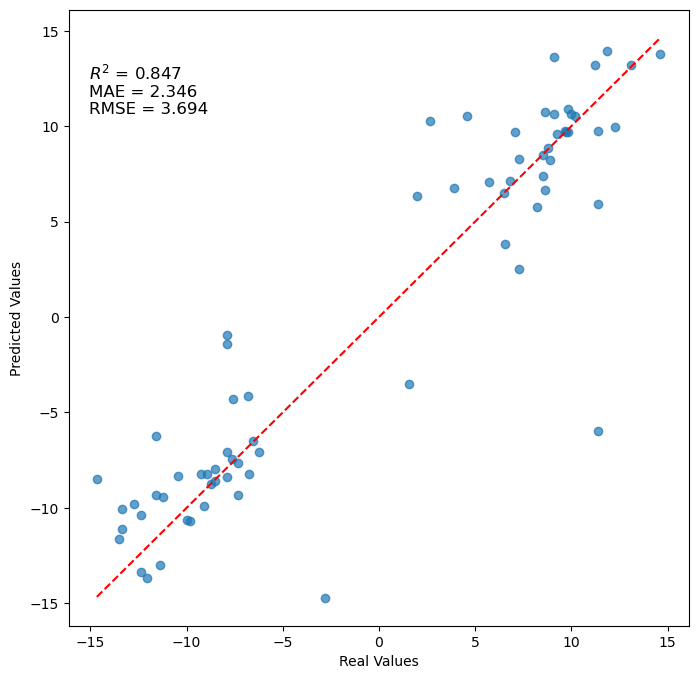 R² = 0.847
MAE = 2.346
RMSE = 3.694
15
10
5
0
−5
−10
−15
Predicted Values
−15 −10 −5 0 5 10 15
Real Values